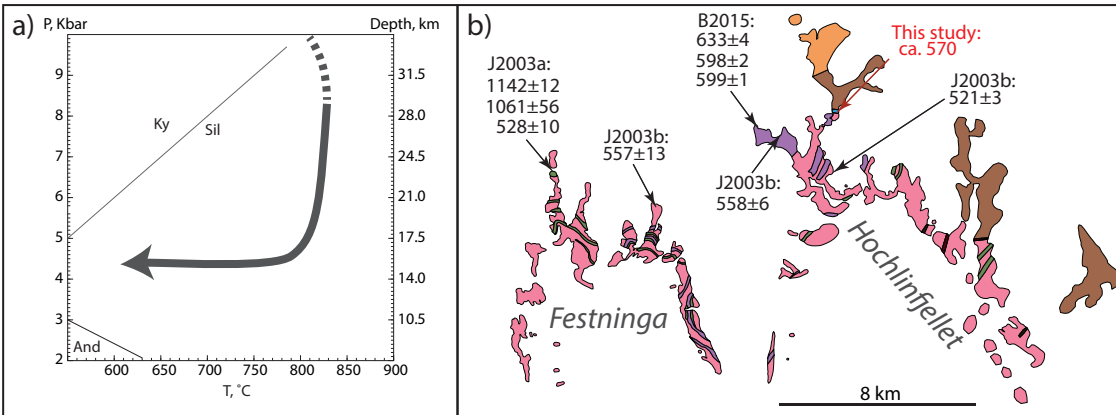 a)
P, Kbar
Depth, km
9
8
7
6
5
4
3
2
31.5
28.0
24.5
21.0
17.5
14.0
10.5
Ky
Sil
And
600
650
700
750
800
850
900
T, ˚C
b)
J2003a:
1142±12
1061±56
528±10
J2003b:
557±13
B2015:
633±4
598±2
599±1
This study:
ca. 570
J2003b:
521±3
J2003b:
558±6
Festninga
Hochlinfjellet
8 km